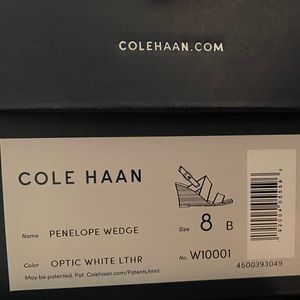 COLEHAAN.COM
COLE HAAN
Name PENELOPE WEDGE
Size 8 B
Color OPTIC WHITE LTHR
No. W10001
May be patented. Pat. Colehaan.com/Patents.html
4500393049